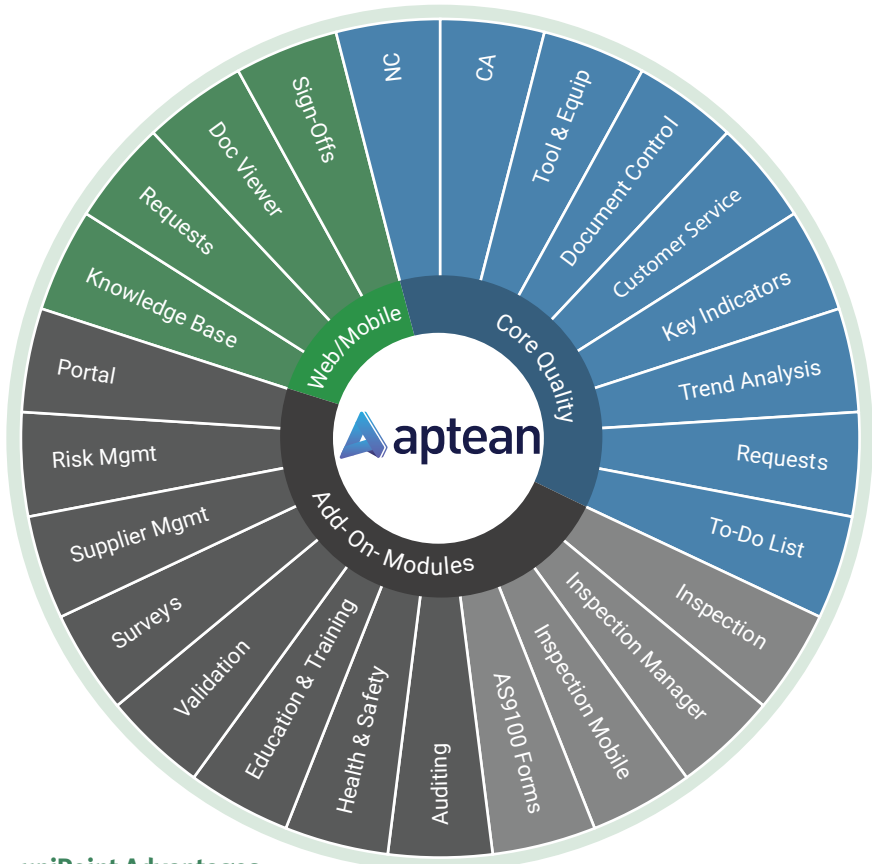 NC
CA
Tool & Equip
Document Control
Customer Service
Key Indicators
Trend Analysis
Requests
To-Do List
Inspection
Inspection Manager
Inspection Mobile
AS9100 Forms
Auditing
Health & Safety
Education & Training
Validation
Surveys
Supplier Mgmt
Risk Mgmt
Portal
Knowledge Base
Requests
Doc Viewer
Sign-Offs
Web/Mobile
Core Quality
Add-On-Modules
aptean
uniPoint Advantages